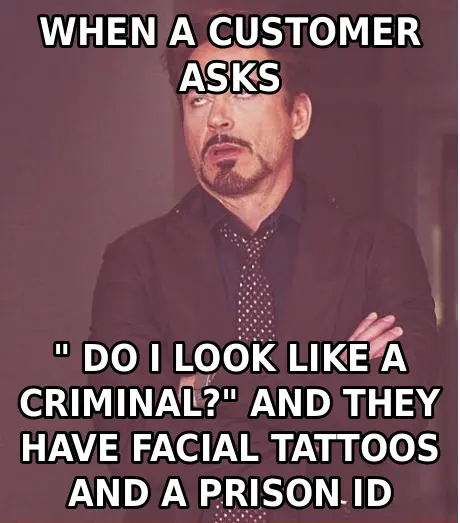 WHEN A CUSTOMER
ASKS
" DO I LOOK LIKE A
CRIMINAL?" AND THEY
HAVE FACIAL TATTOOS
AND A PRISON ID